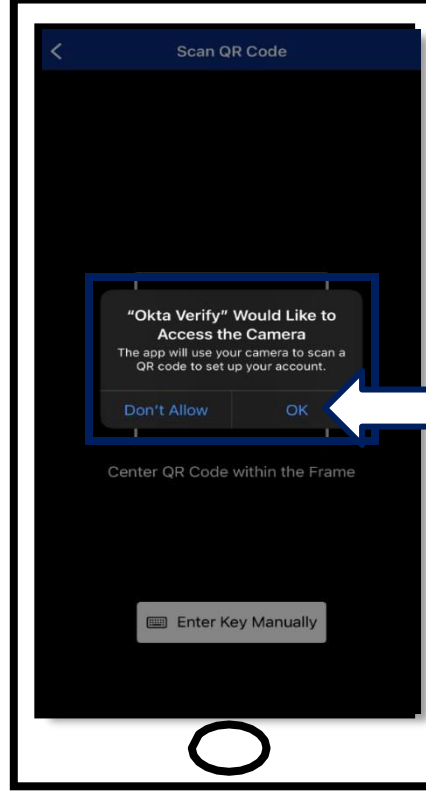 Scan QR Code
“Okta Verify” Would Like to
Access the Camera
The app will use your camera to scan a
QR code to set up your account.
Don't Allow OK
Center QR Code within the Frame
Enter Key Manually